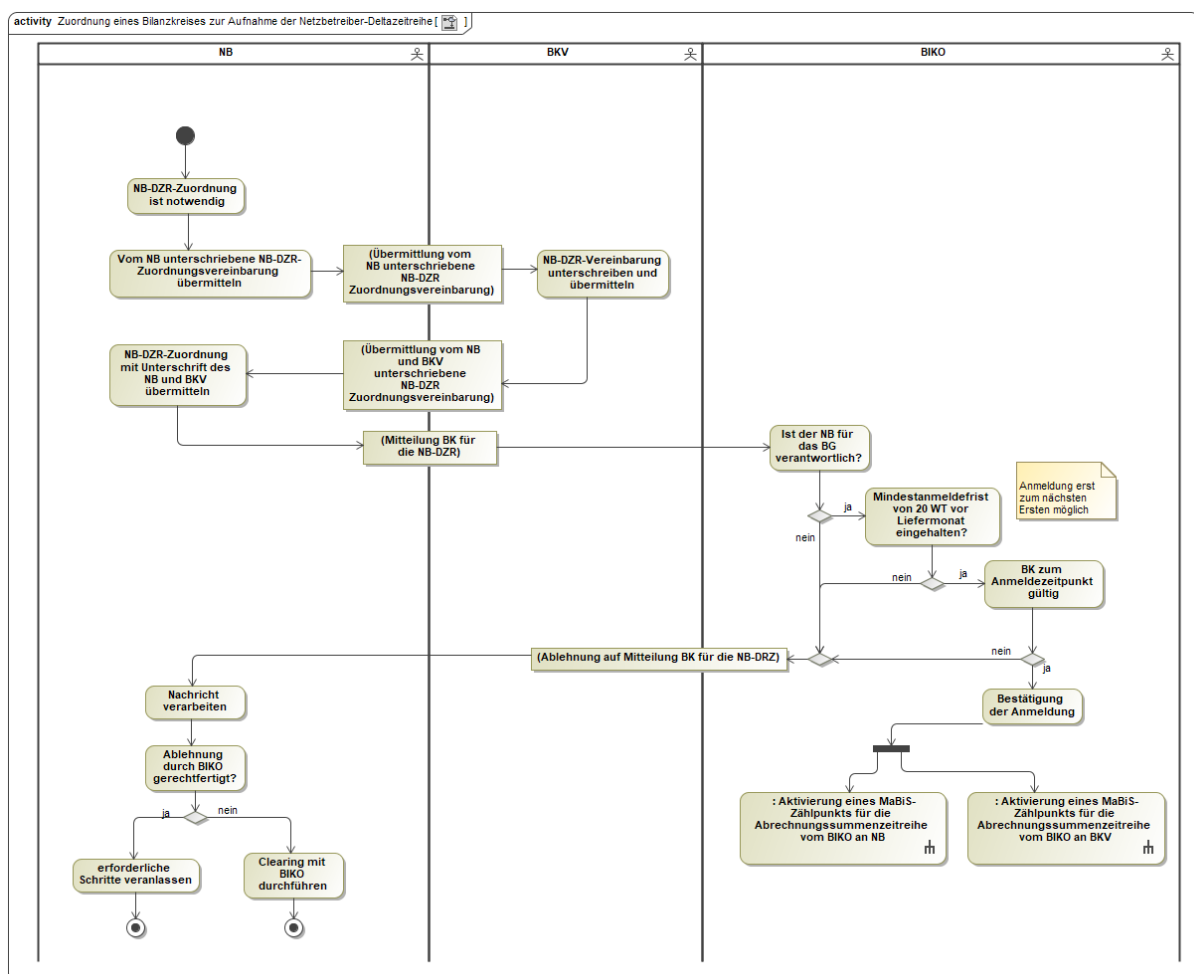 activity Zuordnung eines Bilanzkreises zur Aufnahme der Netzbetreiber-Deltazeitreihe [ ]
NB
BKV
BIKO
NB-DZR-Zuordnung
ist notwendig
Vom NB unterschriebene NB-DZR-
Zuordnungsvereinbarung
übermitteln
(Übermittlung vom
NB unterschriebene
NB-DZR
Zuordnungsvereinbarung)
NB-DZR-Vereinbarung
unterschreiben und
übermitteln
NB-DZR-Zuordnung
mit Unterschrift des
NB und BKV
übermitteln
(Übermittlung vom NB
und BKV
unterschriebene
NB-DZR
Zuordnungsvereinbarung)
(Mitteilung BK für
die NB-DZR)
Ist der NB für
das BG
verantwortlich?
Anmeldung erst
zum nächsten
Ersten möglich
ja
nein
Mindestanmeldefrist
von 20 WT vor
Liefermonat
eingehalten?
nein
ja
BK zum
Anmeldezeitpunkt
gültig
nein
ja
(Ablehnung auf Mitteilung BK für die NB-DRZ)
Nachricht
verarbeiten
Bestätigung
der Anmeldung
Ablehnung
durch BIKO
gerechtfertigt?
ja
nein
: Aktivierung eines MaBiS-
Zählpunkts für die
Abrechnungssummenzeitreihe
vom BIKO an NB
: Aktivierung eines MaBiS-
Zählpunkts für die
Abrechnungssummenzeitreihe
vom BIKO an BKV
erforderliche
Schritte veranlassen
Clearing mit
BIKO
durchführen